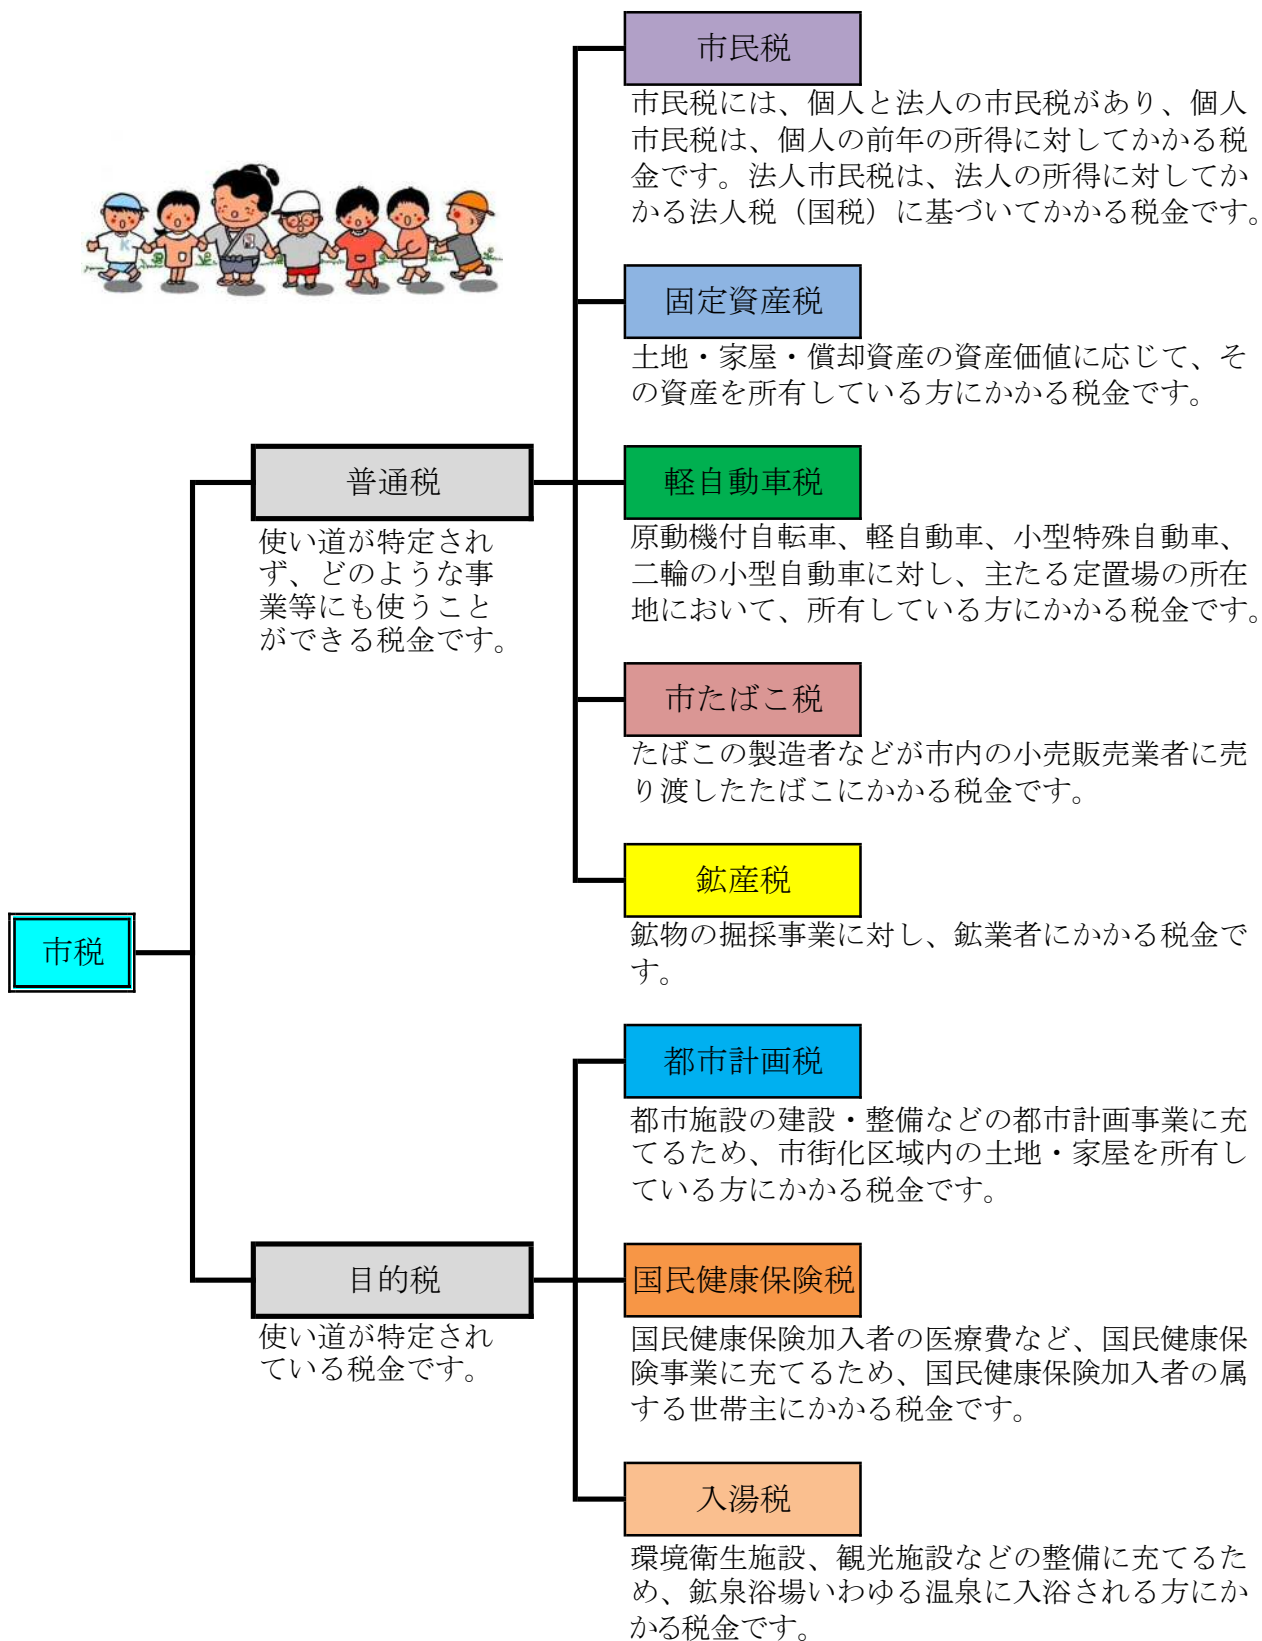 市税
普通税
使い道が特定され
ず、どのような事
業等にも使うこと
ができる税金です。
市民税
市民税には、個人と法人の市民税があり、個人
市民税は、個人の前年の所得に対してかかる税
金です。法人市民税は、法人の所得に対してか
かる法人税（国税）に基づいてかかる税金です。
固定資産税
土地・家屋・償却資産の資産価値に応じて、そ
の資産を所有している方にかかる税金です。
軽自動車税
原動機付自転車、軽自動車、小型特殊自動車、
二輪の小型自動車に対し、主たる定置場の所在
地において、所有している方にかかる税金です。
市たばこ税
たばこの製造者などが市内の小売販売業者に売
り渡したたばこにかかる税金です。
鉱産税
鉱物の掘採事業に対し、鉱業者にかかる税金で
す。
目的税
使い道が特定され
ている税金です。
都市計画税
都市施設の建設・整備などの都市計画事業に充
てるため、市街化区域内の土地・家屋を所有し
ている方にかかる税金です。
国民健康保険税
国民健康保険加入者の医療費など、国民健康保
険事業に充てるため、国民健康保険加入者の属
する世帯主にかかる税金です。
入湯税
環境衛生施設、観光施設などの整備に充てるた
め、鉱泉浴場いわゆる温泉に入浴される方にか
かる税金です。
K